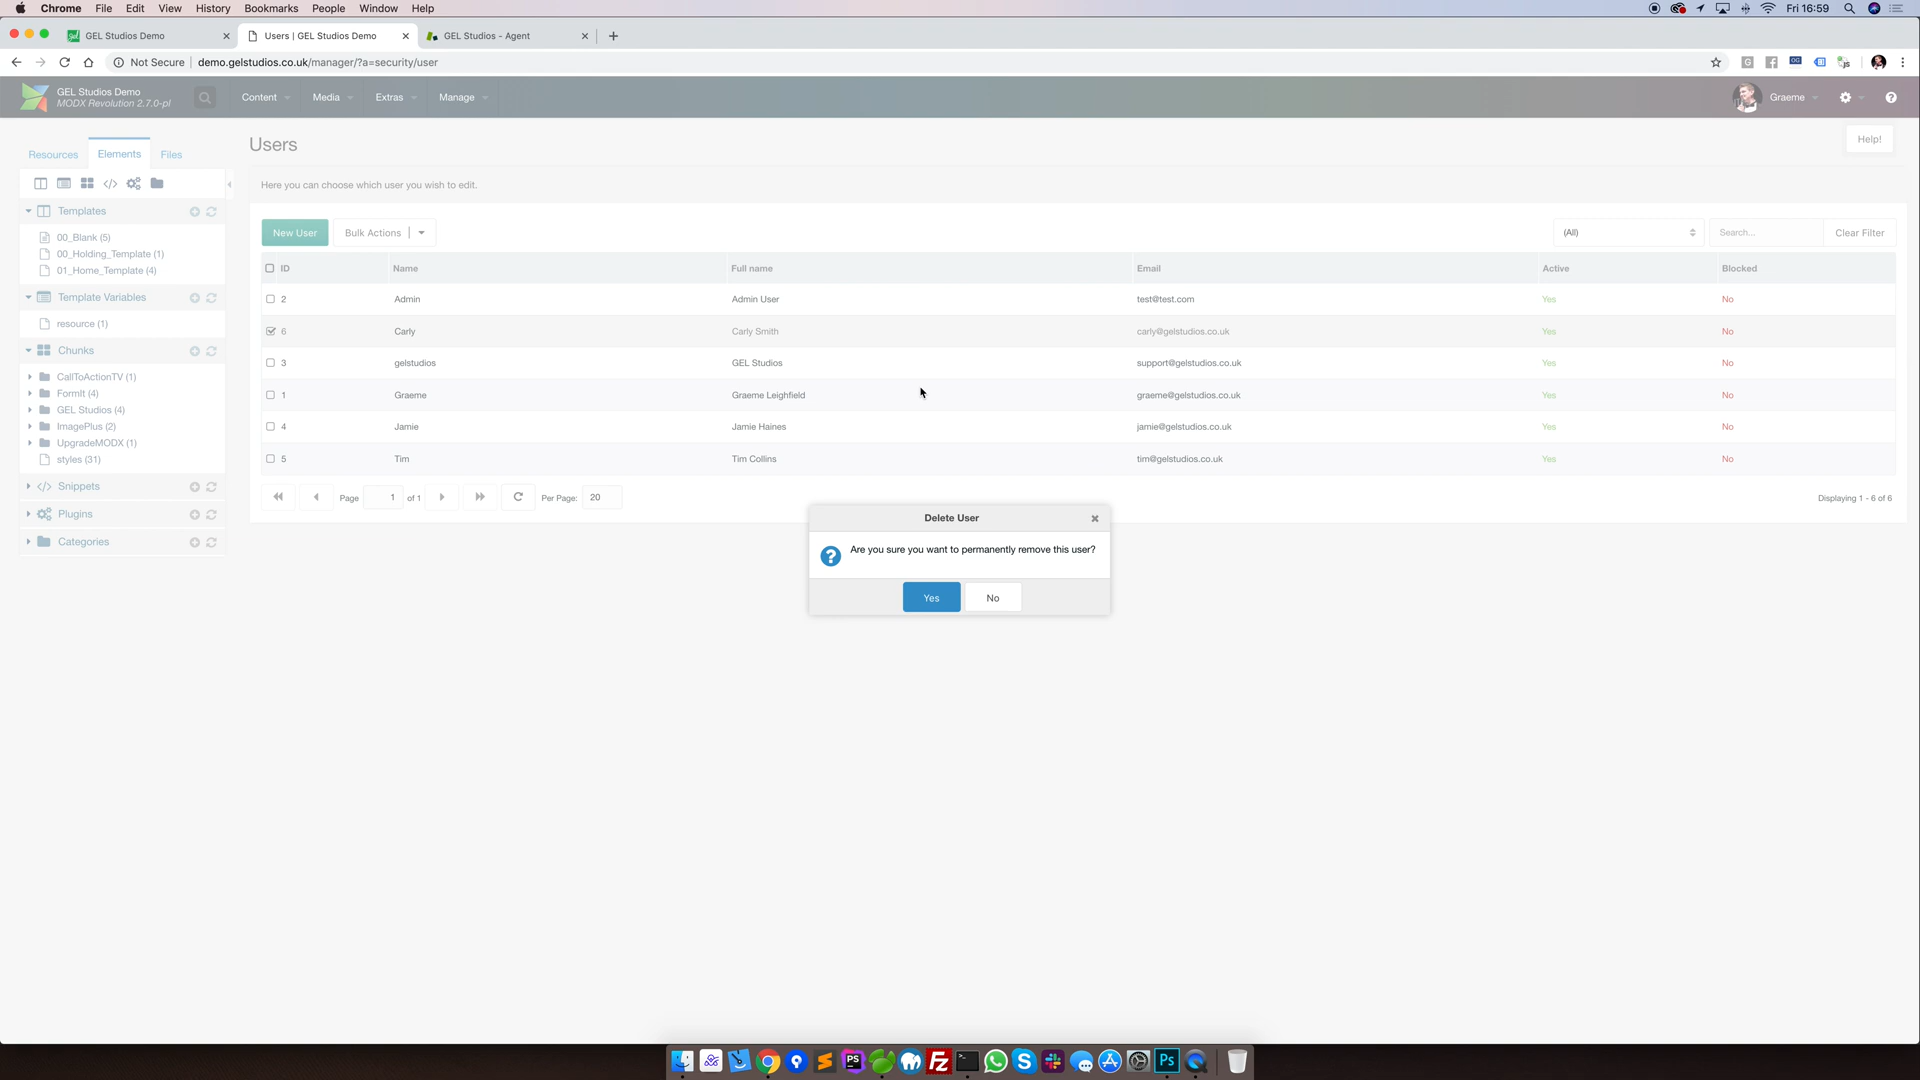 Chrome File Edit View History Bookmarks People Window Help
Fri 16:59
GEL Studios Demo
Users | GEL Studios Demo
GEL Studios - Agent
Not Secure demo.gelstudios.co.uk/manager/?a=security/user
GEL Studios Demo
MODX Revolution 2.7.0-pl
Content Media Extras Manage
Graeme
Resources Elements Files
Users
Help!
Here you can choose which user you wish to edit.
New User Bulk Actions
(All) Search... Clear Filter
ID Name Full name Email Active Blocked
2 Admin Admin User test@test.com Yes No
6 Carly Carly Smith carly@gelstudios.co.uk Yes No
3 gelstudios GEL Studios support@gelstudios.co.uk Yes No
1 Graeme Graeme Leighfield graeme@gelstudios.co.uk Yes No
4 Jamie Jamie Haines jamie@gelstudios.co.uk Yes No
5 Tim Tim Collins tim@gelstudios.co.uk Yes No
Page 1 of 1 Per Page: 20
Displaying 1 - 6 of 6
Templates
00_Blank (5)
00_Holding_Template (1)
01_Home_Template (4)
Template Variables
resource (1)
Chunks
CallToActionTV (1)
FormIt (4)
GEL Studios (4)
ImagePlus (2)
UpgradeMODX (1)
styles (31)
Snippets
Plugins
Categories
Delete User
Are you sure you want to permanently remove this user?
Yes No